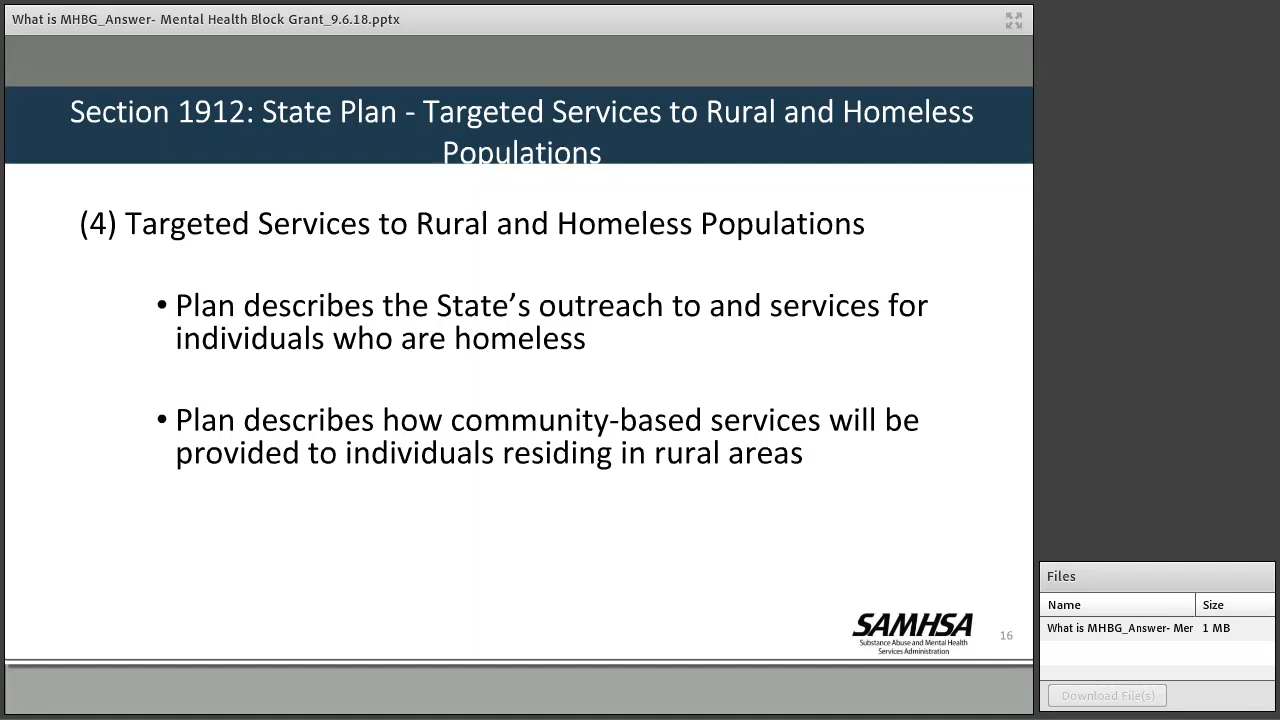 What is MHBG_Answer- Mental Health Block Grant_9.6.18.pptx
Section 1912: State Plan - Targeted Services to Rural and Homeless
Populations
(4) Targeted Services to Rural and Homeless Populations
• Plan describes the State’s outreach to and services for
individuals who are homeless
• Plan describes how community-based services will be
provided to individuals residing in rural areas
SAMHSA
Substance Abuse and Mental Health
Services Administration
16
Files
Name Size
What is MHBG_Answer- Mer 1 MB
Download File(s)